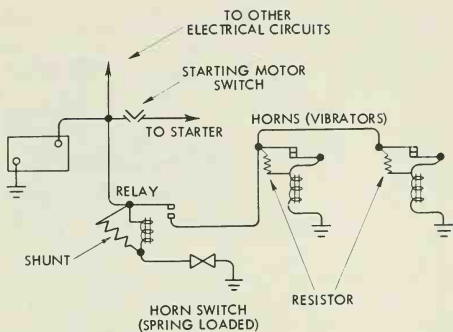 TO OTHER
ELECTRICAL CIRCUITS
STARTING MOTOR
SWITCH
TO STARTER
HORNS (VIBRATORS)
RELAY
SHUNT
RESISTOR
HORN SWITCH
(SPRING LOADED)